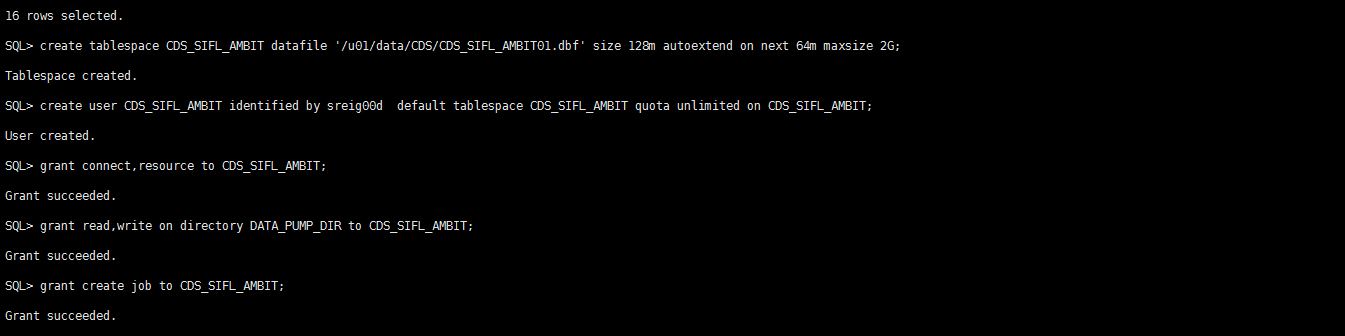 16 rows selected.
SQL> create tablespace CDS_SIFL_AMBIT datafile '/u01/data/CDS/CDS_SIFL_AMBIT01.dbf' size 128m autoextend on next 64m maxsize 2G;
Tablespace created.
SQL> create user CDS_SIFL_AMBIT identified by sreig00d  default tablespace CDS_SIFL_AMBIT quota unlimited on CDS_SIFL_AMBIT;
User created.
SQL> grant connect,resource to CDS_SIFL_AMBIT;
Grant succeeded.
SQL> grant read,write on directory DATA_PUMP_DIR to CDS_SIFL_AMBIT;
Grant succeeded.
SQL> grant create job to CDS_SIFL_AMBIT;
Grant succeeded.